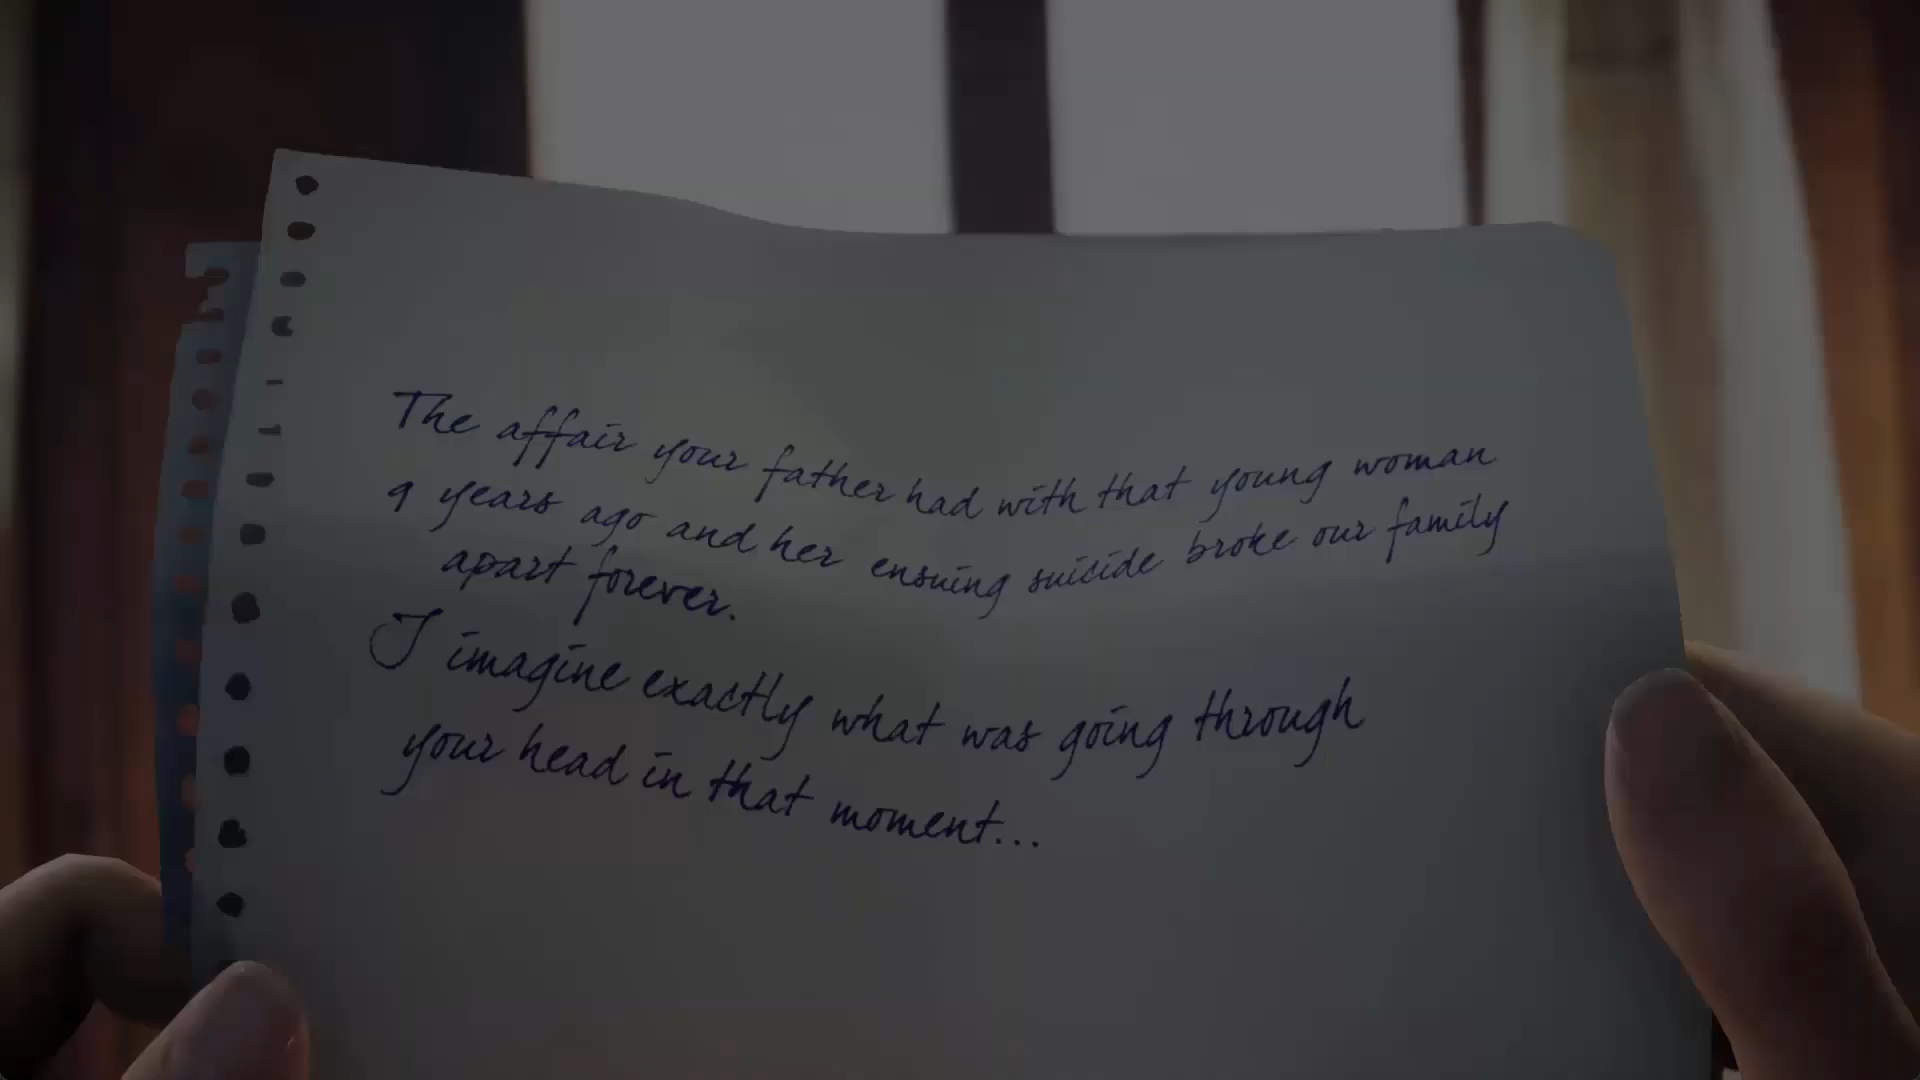 The affair your father had with that young woman
9 years ago and her ensuing suicide broke our family
apart forever.
I imagine exactly what was going through
your head in that moment...